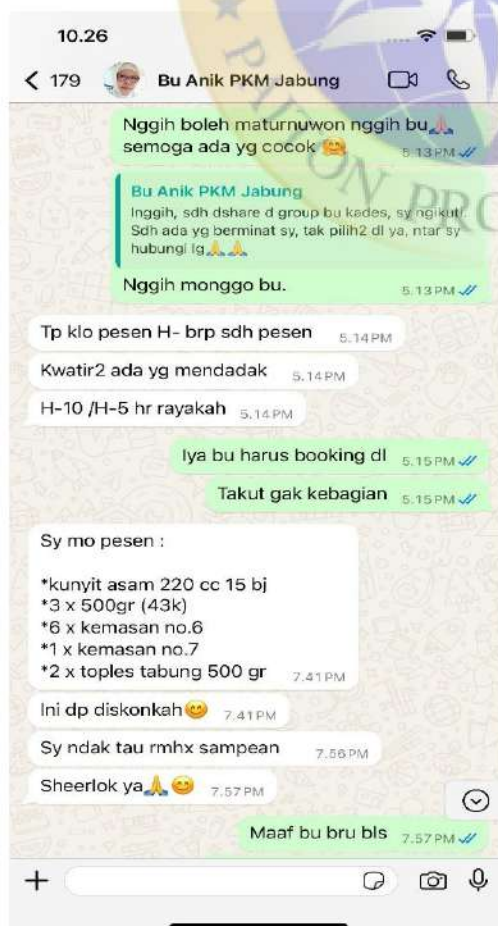 10.26
179 Bu Anik PKM Jabung
Nggih boleh maturnuwon nggih bu🙏
semoga ada yg cocok 🤗 5.13 PM
Bu Anik PKM Jabung
Inggih, sdh dshare d group bu kades, sy ngikut.
Sdh ada yg berminat sy, tak pilih2 dl ya, ntar sy
hubungi lg🙏🙏
Nggih monggo bu. 5.13 PM
Tp klo pesen H- brp sdh pesen 5.14 PM
Kwatir2 ada yg mendadak 5.14 PM
H-10 /H-5 hr rayakah 5.14 PM
Iya bu harus booking dl 5.15 PM
Takut gak kebagian 5.15 PM
Sy mo pesen :
*kunyit asam 220 cc 15 bj
*3 x 500gr (43k)
*6 x kemasan no.6
*1 x kemasan no.7
*2 x toples tabung 500 gr 7.41 PM
Ini dp diskonkah😊 7.41 PM
Sy ndak tau rmhx sampean 7.56 PM
Sheerlok ya🙏😊 7.57 PM
Maaf bu bru bls 7.57 PM